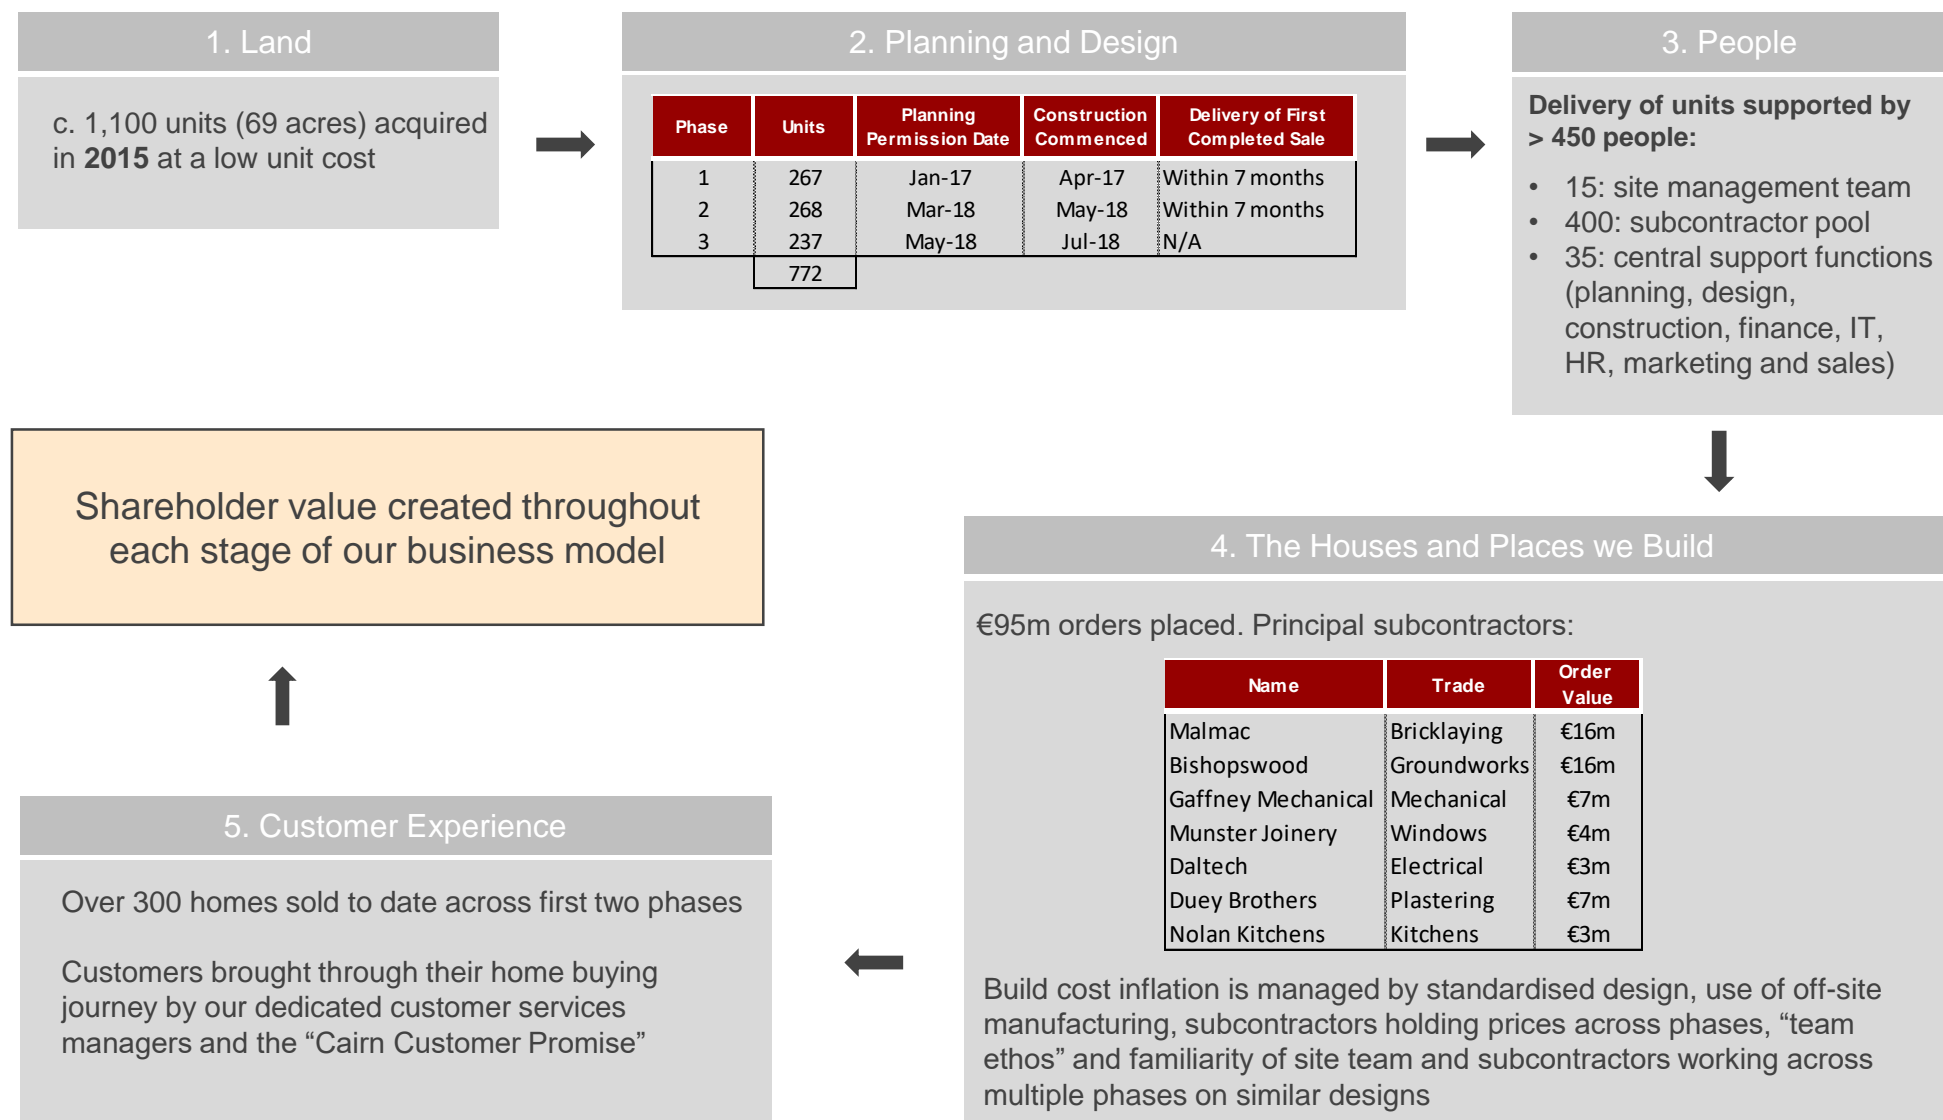 1. Land
c. 1,100 units (69 acres) acquired
in 2015 at a low unit cost
2. Planning and Design
Phase Units Planning Permission Date Construction Commenced Delivery of First Completed Sale
1 267 Jan-17 Apr-17 Within 7 months
2 268 Mar-18 May-18 Within 7 months
3 237 May-18 Jul-18 N/A
772
3. People
Delivery of units supported by
> 450 people:
• 15: site management team
• 400: subcontractor pool
• 35: central support functions
(planning, design,
construction, finance, IT,
HR, marketing and sales)
4. The Houses and Places we Build
€95m orders placed. Principal subcontractors:
Name Trade Order Value
Malmac Bricklaying €16m
Bishopswood Groundworks €16m
Gaffney Mechanical Mechanical €7m
Munster Joinery Windows €4m
Daltech Electrical €3m
Duey Brothers Plastering €7m
Nolan Kitchens Kitchens €3m
Build cost inflation is managed by standardised design, use of off-site
manufacturing, subcontractors holding prices across phases, “team
ethos” and familiarity of site team and subcontractors working across
multiple phases on similar designs
5. Customer Experience
Over 300 homes sold to date across first two phases
Customers brought through their home buying
journey by our dedicated customer services
managers and the “Cairn Customer Promise”
Shareholder value created throughout
each stage of our business model